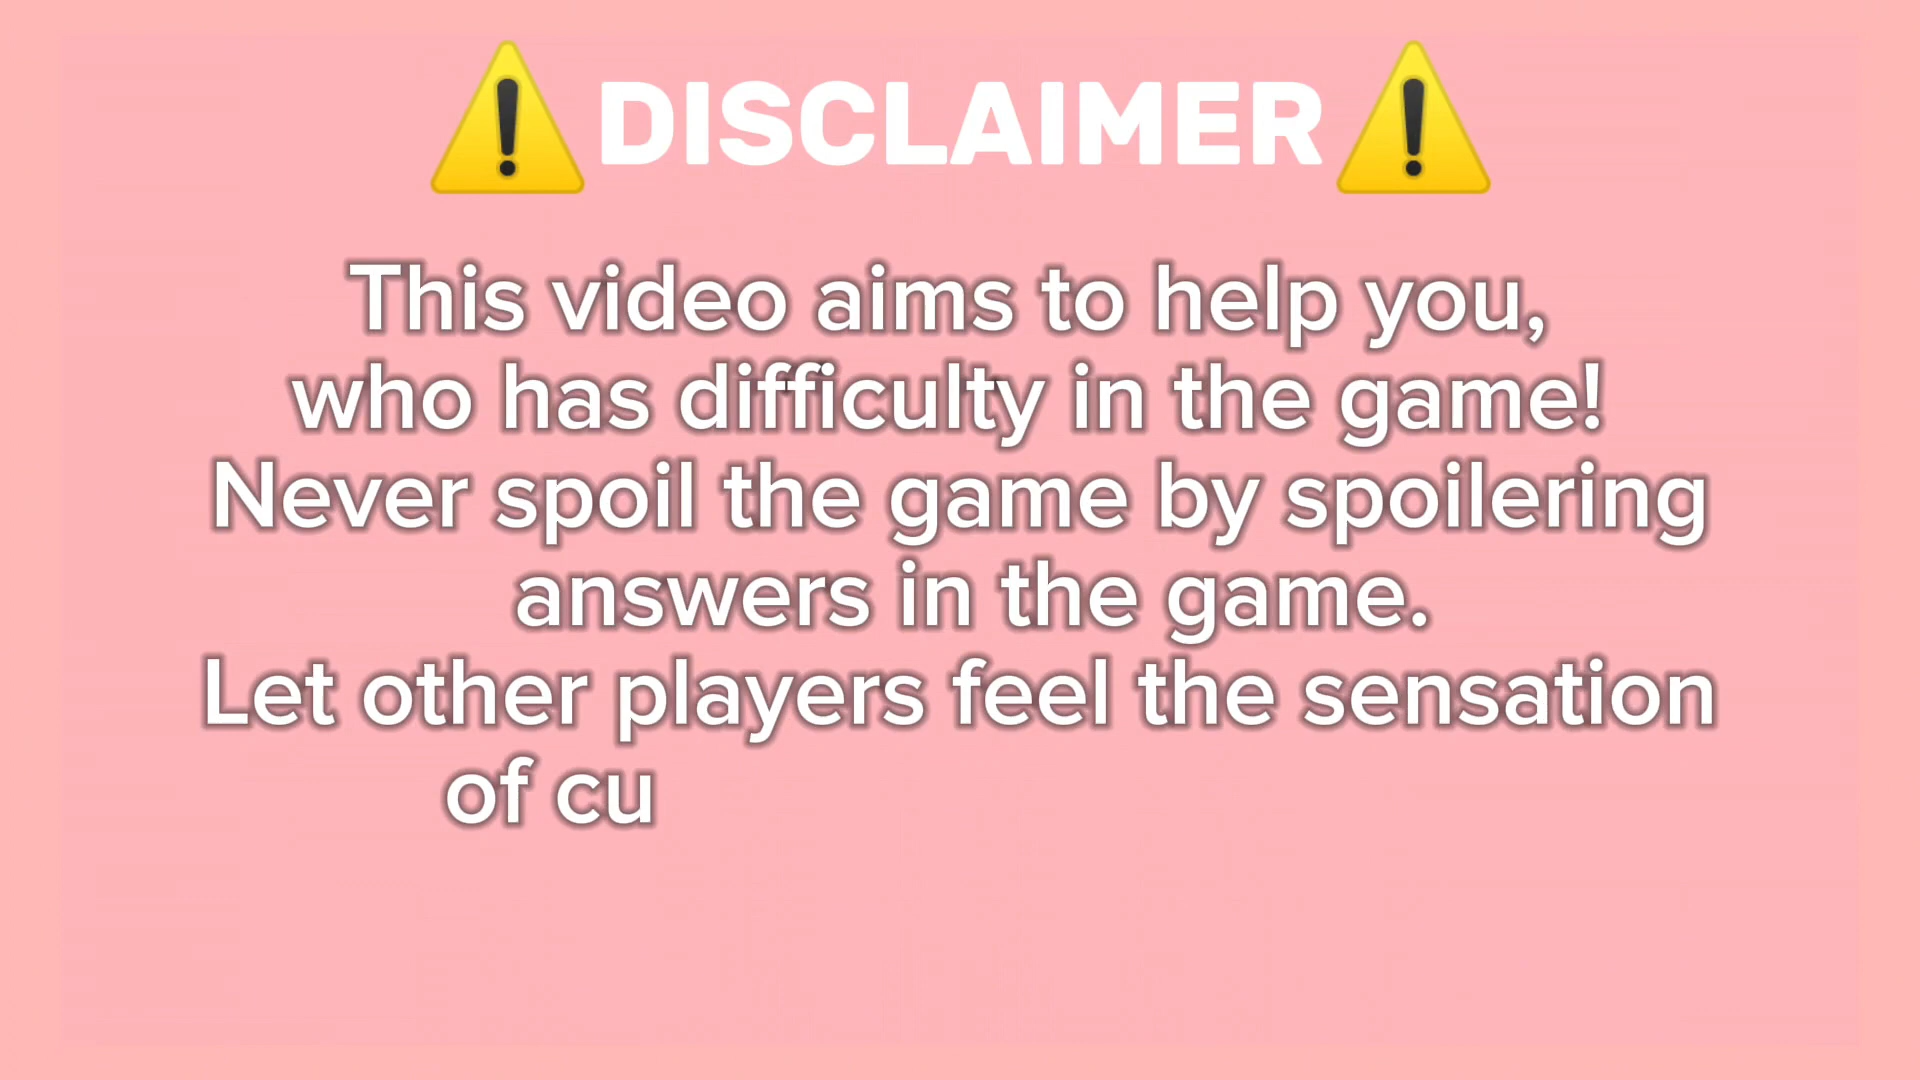 ⚠️DISCLAIMER⚠️
This video aims to help you,
who has difficulty in the game!
Never spoil the game by spoilering
answers in the game.
Let other players feel the sensation
of cu